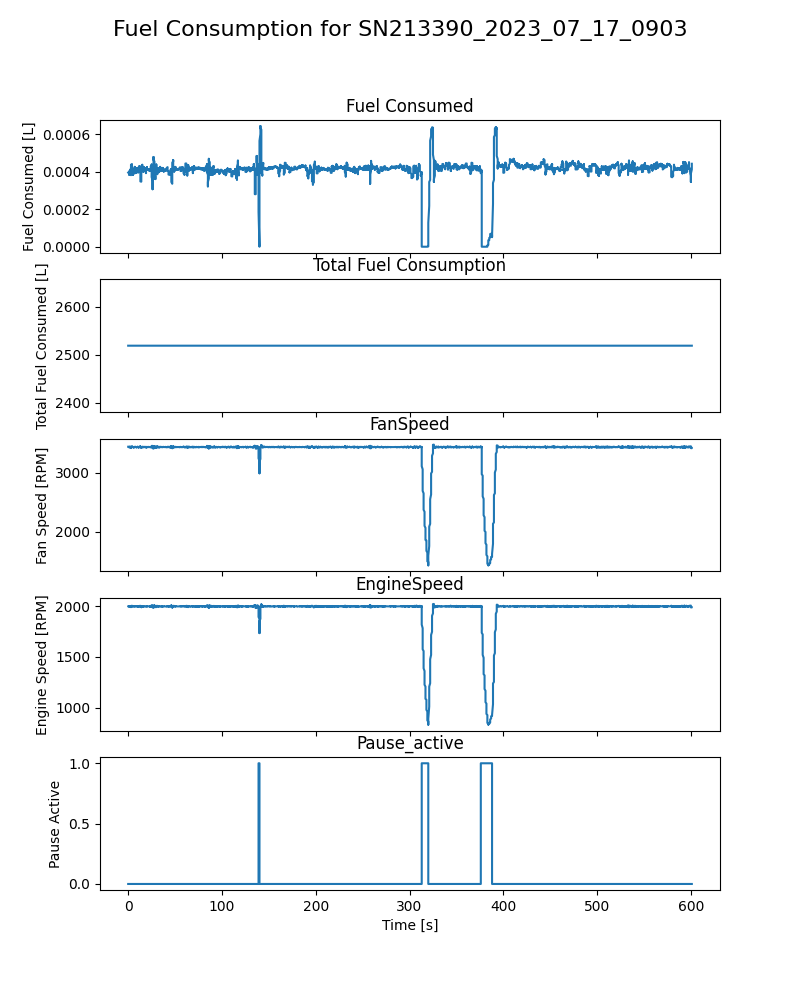 Fuel Consumption for SN213390_2023_07_17_0903
Fuel Consumed
Fuel Consumed [L]
0.0006
0.0004
0.0002
0.0000
Total Fuel Consumption
Total Fuel Consumed [L]
2600
2500
2400
FanSpeed
Fan Speed [RPM]
3000
2000
EngineSpeed
Engine Speed [RPM]
2000
1500
1000
Pause_active
Pause Active
1.0
0.5
0.0
0 100 200 300 400 500 600
Time [s]